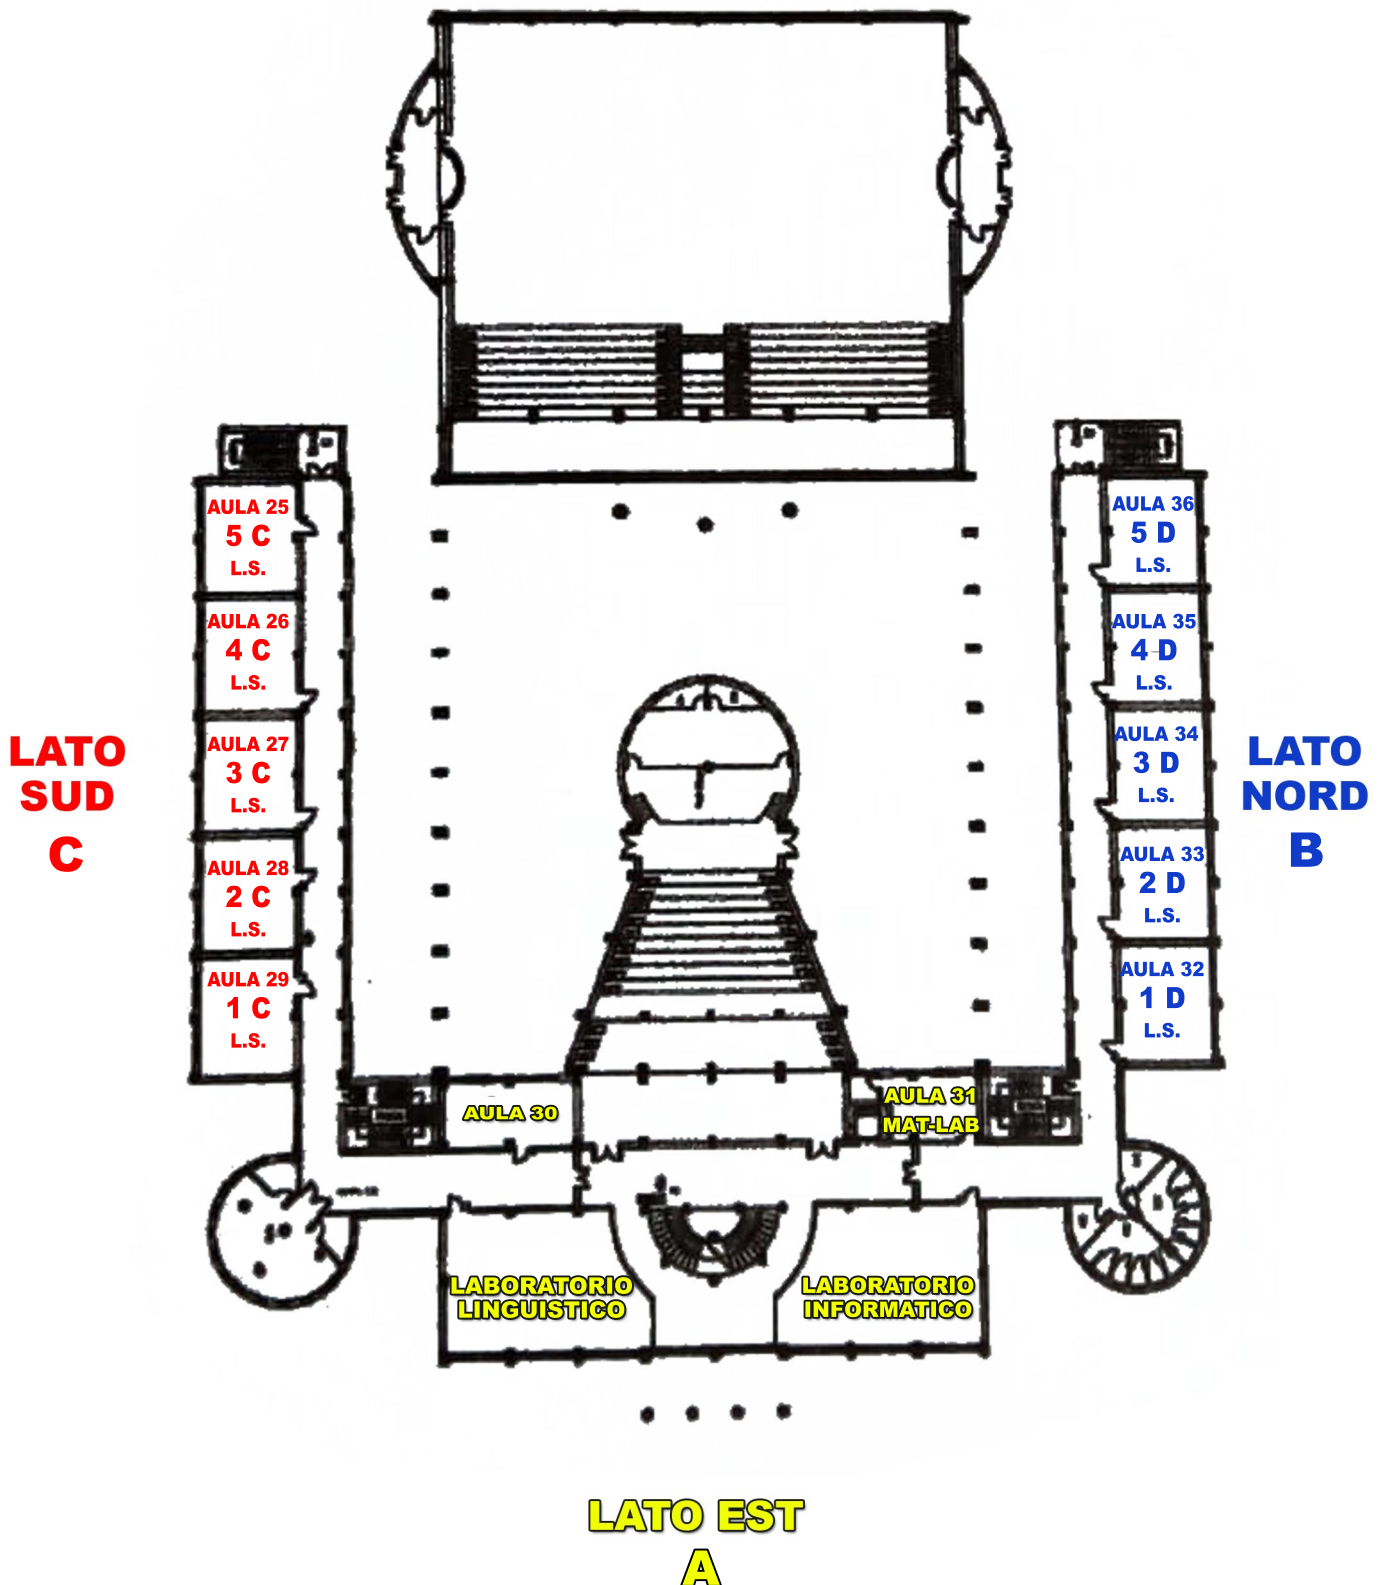 AULA 25
5 C
L.S.
AULA 26
4 C
L.S.
AULA 27
3 C
L.S.
AULA 28
2 C
L.S.
AULA 29
1 C
L.S.
LATO
SUD
C
AULA 36
5 D
L.S.
AULA 35
4 D
L.S.
AULA 34
3 D
L.S.
AULA 33
2 D
L.S.
AULA 32
1 D
L.S.
LATO
NORD
B
AULA 30
AULA 31
MAT-LAB
LABORATORIO
LINGUISTICO
LABORATORIO
INFORMATICO
LATO EST
A